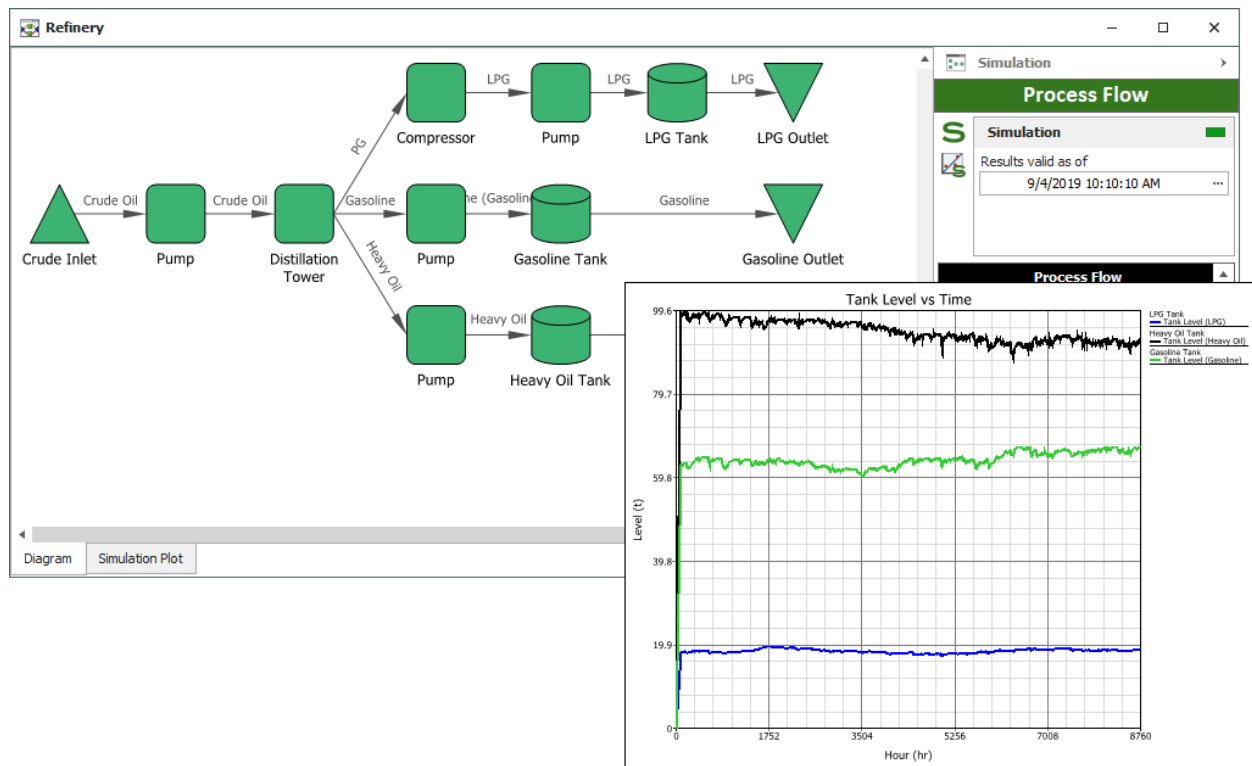 Refinery
Simulation
Process Flow
Simulation
Results valid as of
9/4/2019 10:10:10 AM
...
Process Flow
LPG
LPG
LPG
Compressor
Pump
LPG Tank
LPG Outlet
PG
Crude Oil
Crude Oil
Gasoline
ne (Gasolin
Gasoline
Crude Inlet
Pump
Distillation
Tower
Pump
Gasoline Tank
Gasoline Outlet
Heavy Oil
Heavy Oil
Pump
Heavy Oil Tank
Diagram
Simulation Plot
Tank Level vs Time
LPG Tank
Tank Level (LPG)
Heavy Oil Tank
Tank Level (Heavy Oil)
Gasoline Tank
Tank Level (Gasoline)
Level (t)
99.6
79.7
59.8
39.8
19.9
0
0
1752
3504
5256
7008
8760
Hour (hr)